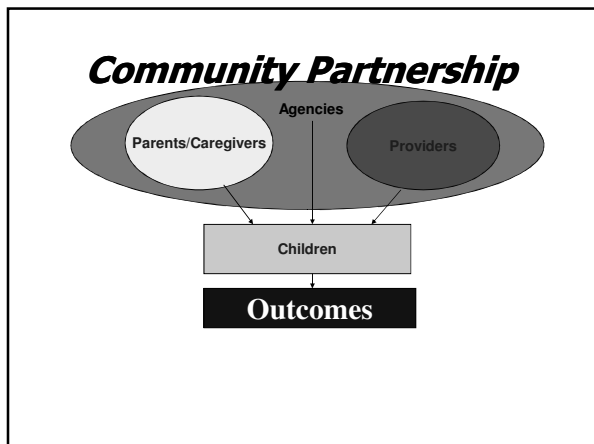 Community Partnership
Agencies
Parents/Caregivers
Providers
Children
Outcomes